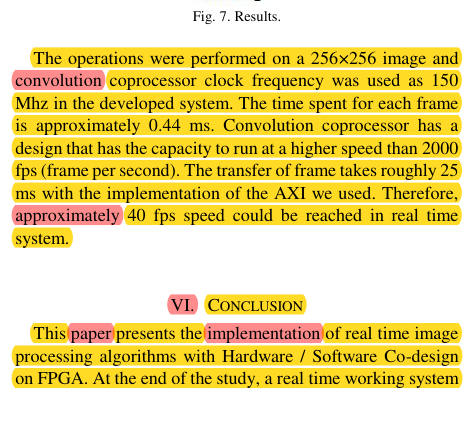 Fig. 7. Results.
The operations were performed on a 256×256 image and
convolution coprocessor clock frequency was used as 150
Mhz in the developed system. The time spent for each frame
is approximately 0.44 ms. Convolution coprocessor has a
design that has the capacity to run at a higher speed than 2000
fps (frame per second). The transfer of frame takes roughly 25
ms with the implementation of the AXI we used. Therefore,
approximately 40 fps speed could be reached in real time
system.
VI. CONCLUSION
This paper presents the implementation of real time image
processing algorithms with Hardware / Software Co-design
on FPGA. At the end of the study, a real time working system